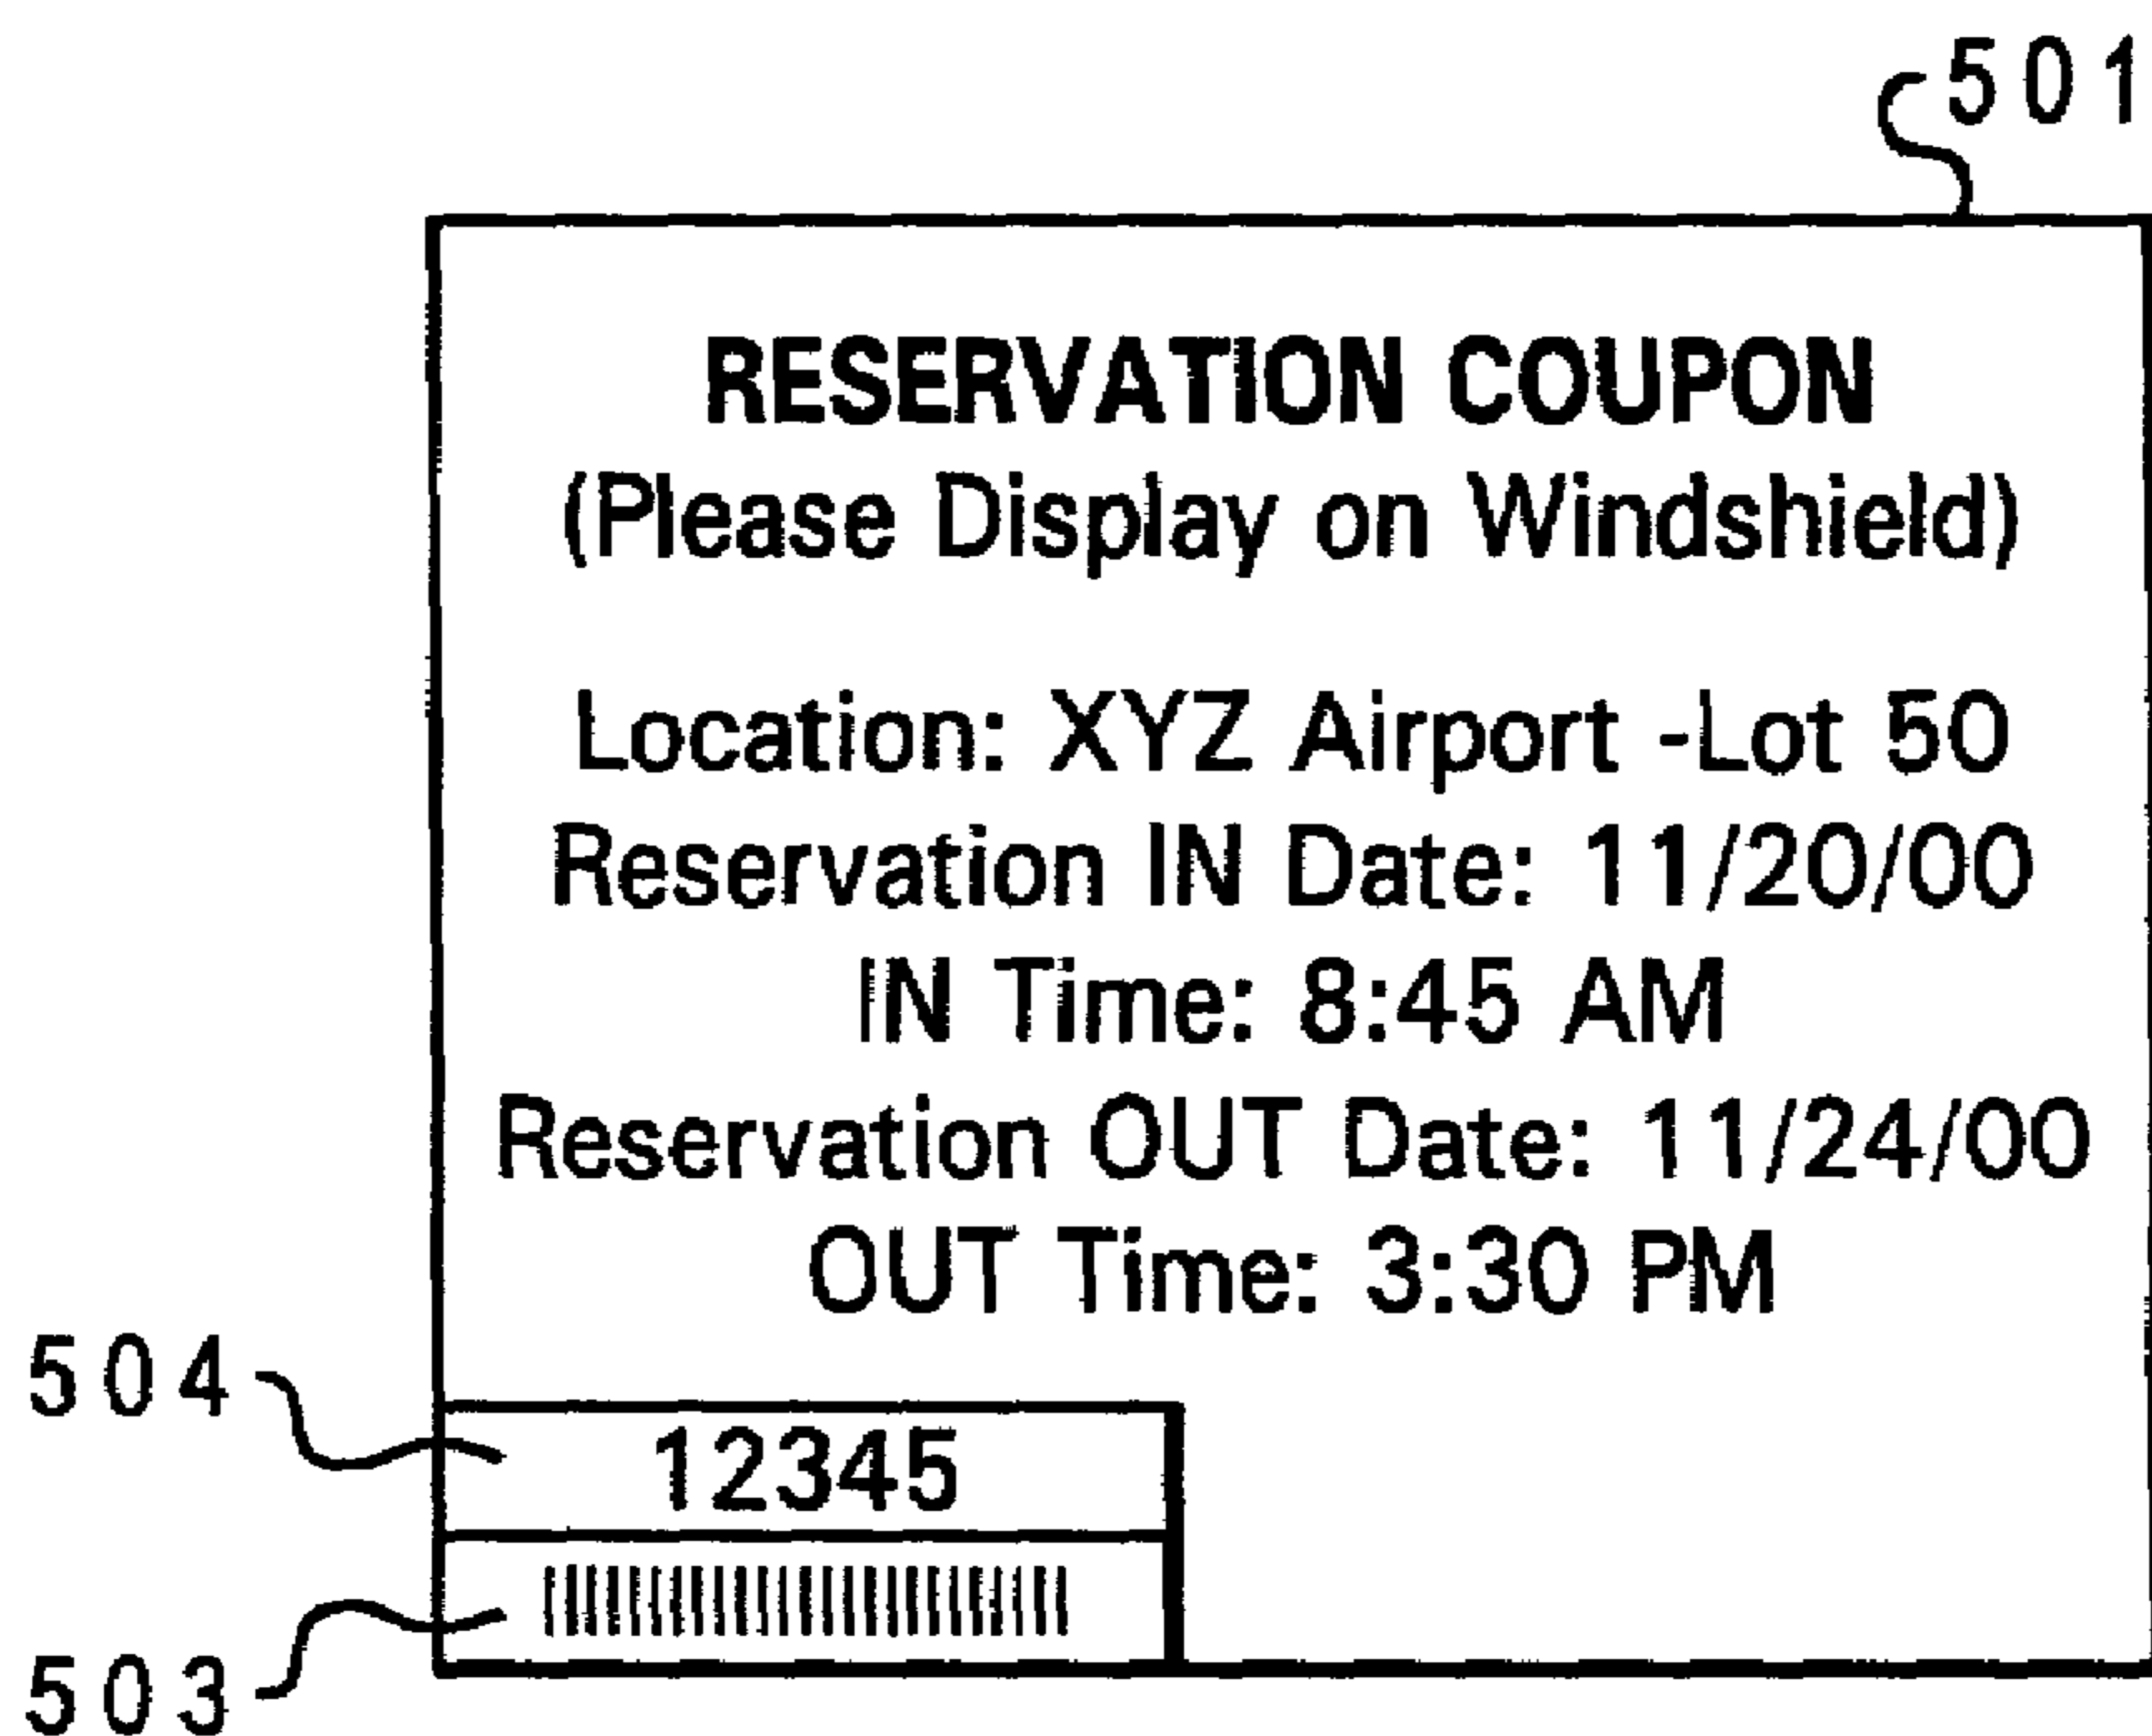 501
RESERVATION COUPON
(Please Display on Windshield)
Location: XYZ Airport -Lot 50
Reservation IN Date: 11/20/00
IN Time: 8:45 AM
Reservation OUT Date: 11/24/00
OUT Time: 3:30 PM
504
12345
503